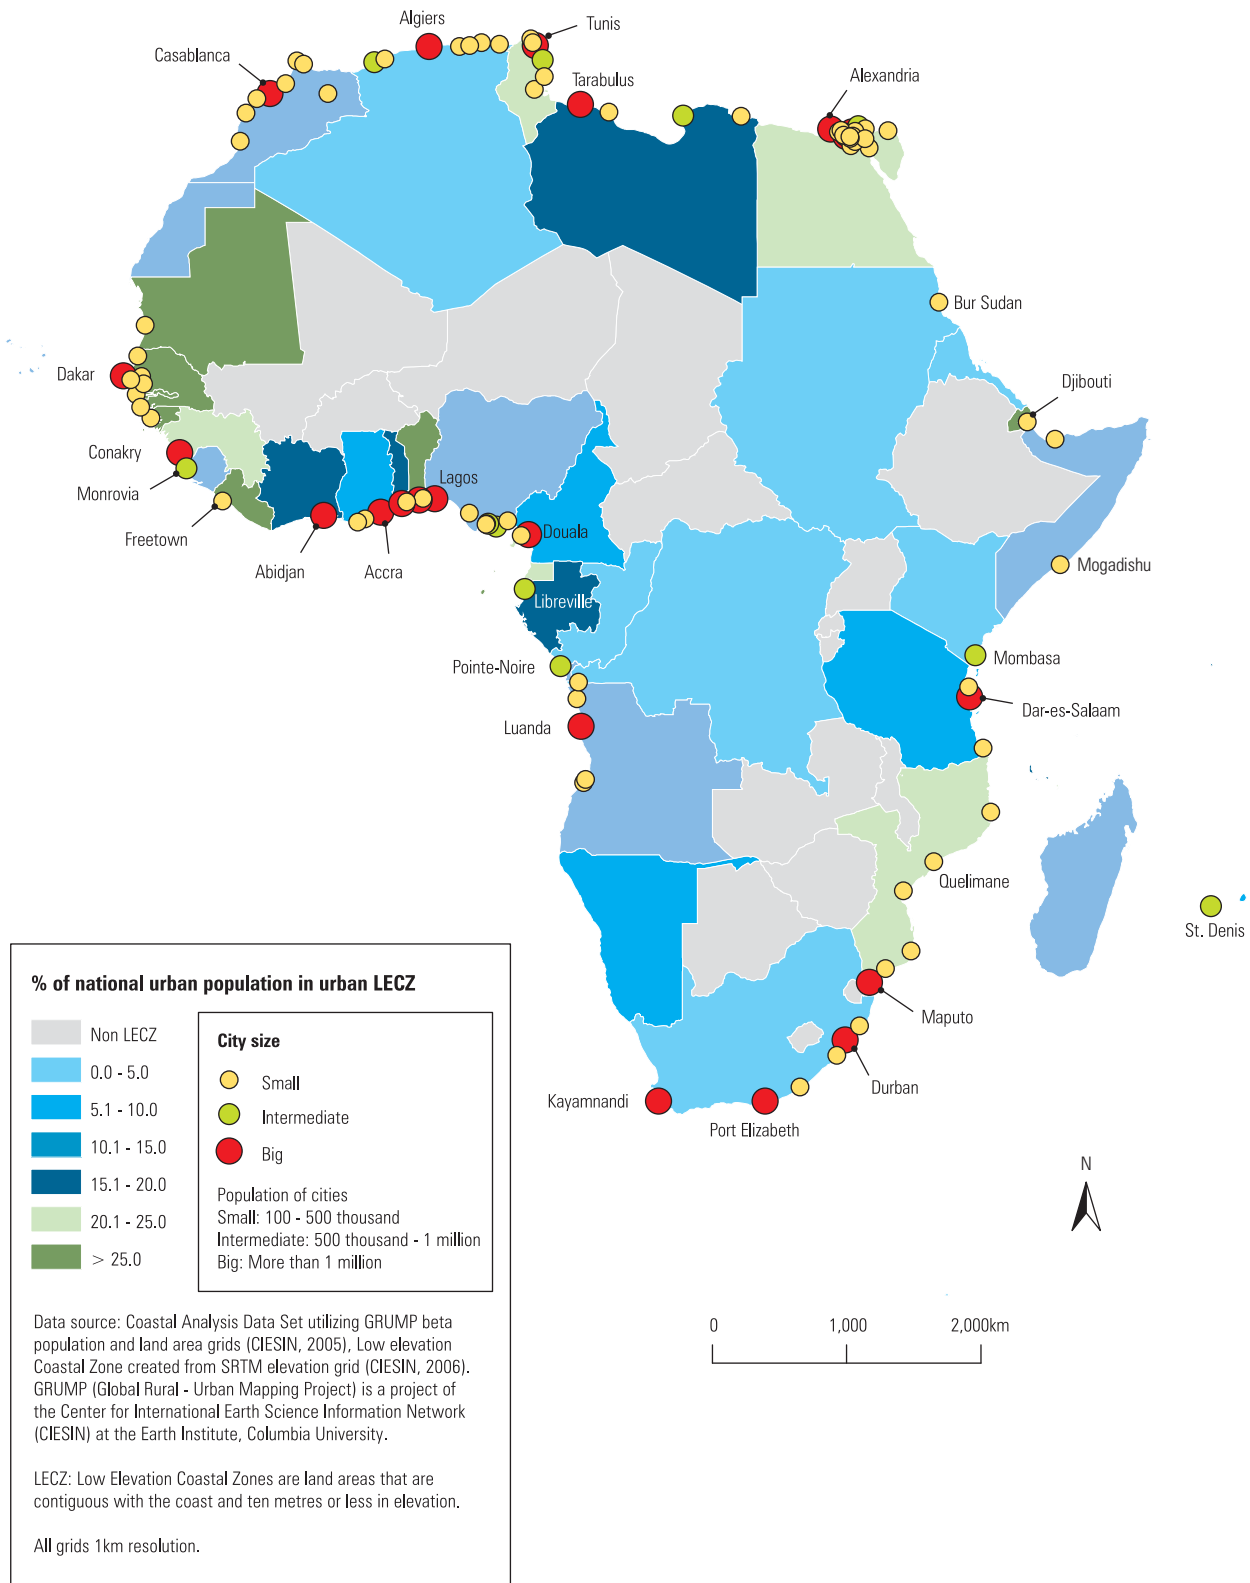 Algiers
Tunis
Casablanca
Tarabulus
Alexandria
Bur Sudan
Dakar
Djibouti
Conakry
Lagos
Monrovia
Freetown
Douala
Abidjan
Accra
Mogadishu
Libreville
Pointe-Noire
Mombasa
Dar-es-Salaam
Luanda
Quelimane
St. Denis
Maputo
Durban
Kayamnandi
Port Elizabeth
% of national urban population in urban LECZ
Non LECZ
0.0 - 5.0
5.1 - 10.0
10.1 - 15.0
15.1 - 20.0
20.1 - 25.0
> 25.0
City size
Small
Intermediate
Big
Population of cities
Small: 100 - 500 thousand
Intermediate: 500 thousand - 1 million
Big: More than 1 million
Data source: Coastal Analysis Data Set utilizing GRUMP beta
population and land area grids (CIESIN, 2005), Low elevation
Coastal Zone created from SRTM elevation grid (CIESIN, 2006).
GRUMP (Global Rural - Urban Mapping Project) is a project of
the Center for International Earth Science Information Network
(CIESIN) at the Earth Institute, Columbia University.
LECZ: Low Elevation Coastal Zones are land areas that are
contiguous with the coast and ten metres or less in elevation.
All grids 1km resolution.
N
0 1,000 2,000km